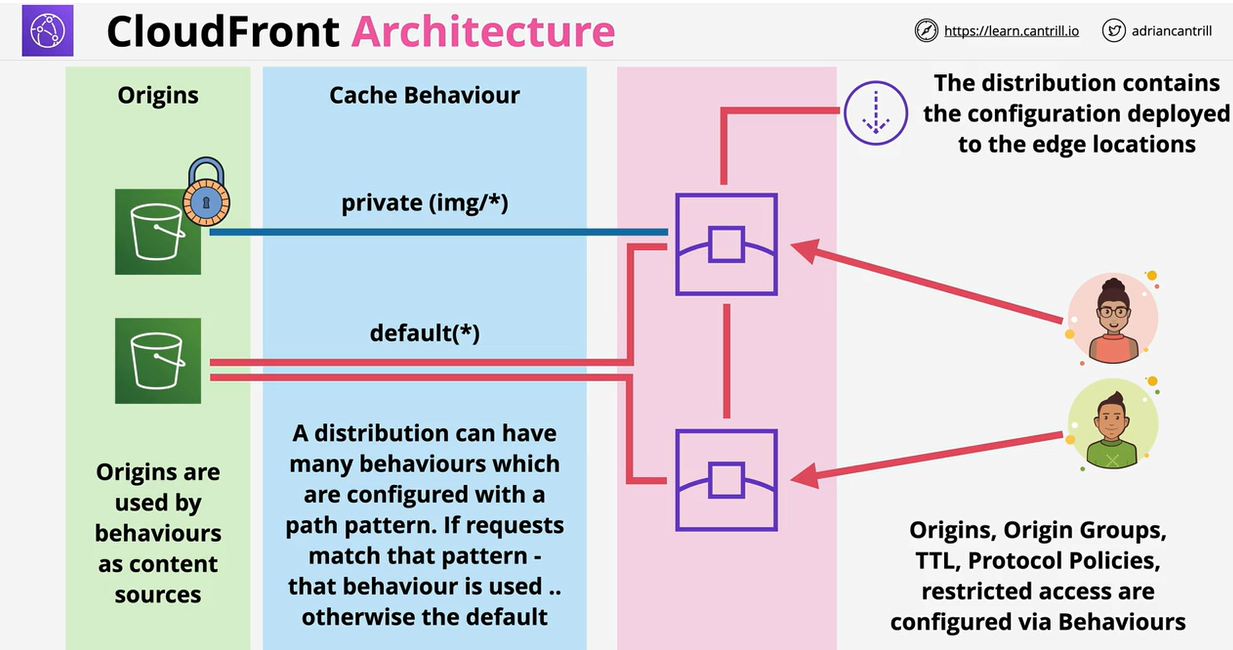 CloudFront Architecture
https://learn.cantrill.io
adriancantrill
Origins
Cache Behaviour
The distribution contains
the configuration deployed
to the edge locations
private (img/*)
default(*)
Origins are
used by
behaviours
as content
sources
A distribution can have
many behaviours which
are configured with a
path pattern. If requests
match that pattern -
that behaviour is used ..
otherwise the default
Origins, Origin Groups,
TTL, Protocol Policies,
restricted access are
configured via Behaviours